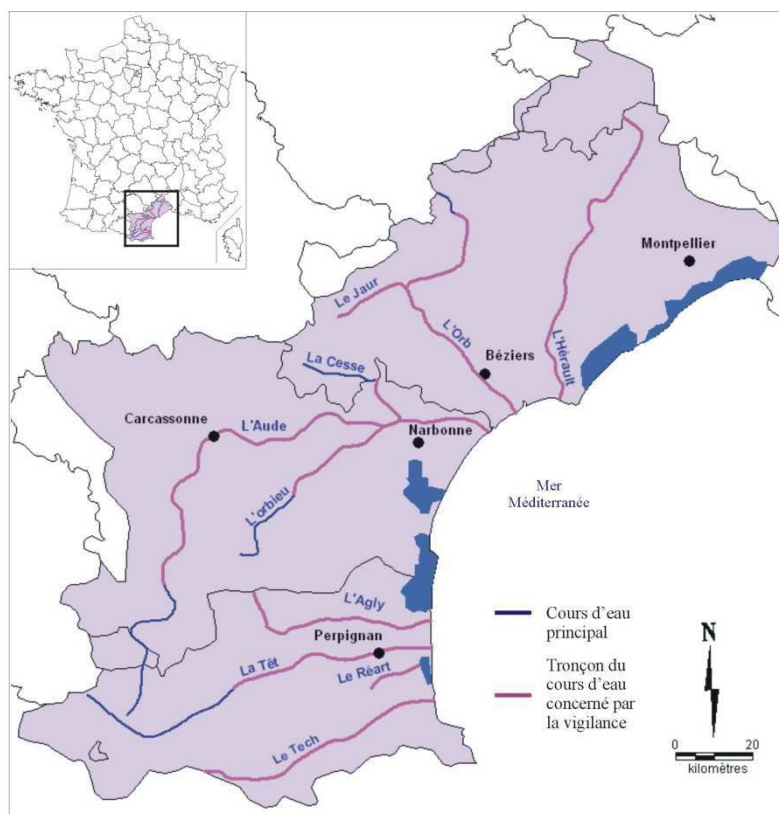 Montpellier
Le Jaur
L'Orb
L'Hérault
La Cesse
Béziers
Carcassonne
L'Aude
Narbonne
L'orbieu
Mer
Méditerranée
L'Agly
Perpignan
La Têt
Le Réart
Le Tech
Cours d'eau
principal
Tronçon du
cours d'eau
concerné par
la vigilance
N
0 20
kilomètres